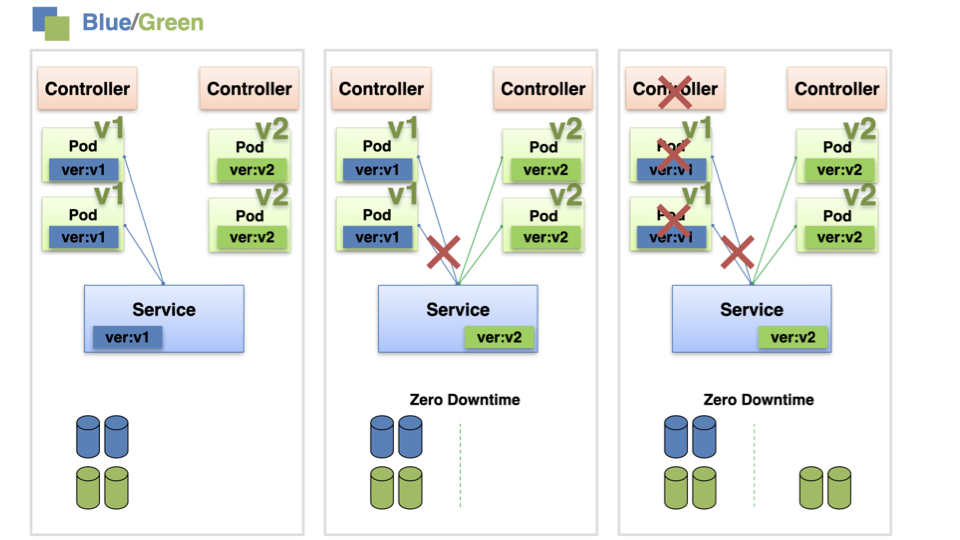 Blue/Green
Controller
Controller
v1
Pod
ver:v1
v1
Pod
ver:v1
v2
Pod
ver:v2
v2
Pod
ver:v2
Service
ver:v1
Controller
Controller
v1
Pod
ver:v1
v1
Pod
ver:v1
v2
Pod
ver:v2
v2
Pod
ver:v2
Service
ver:v2
Zero Downtime
Controller
Controller
v1
Pod
ver:v1
v1
Pod
ver:v1
v2
Pod
ver:v2
v2
Pod
ver:v2
Service
ver:v2
Zero Downtime